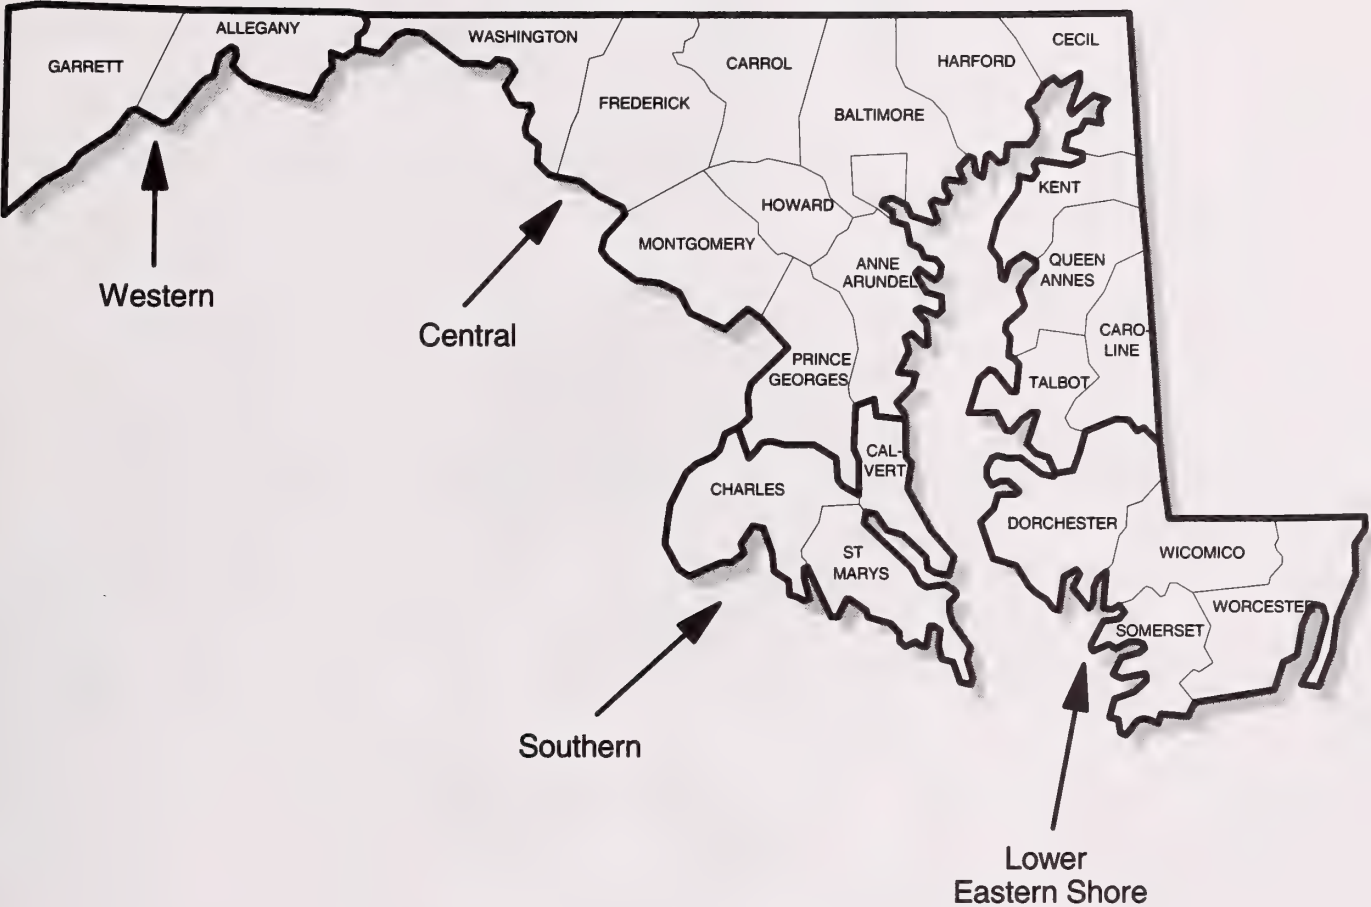 GARRETT
ALLEGANY
WASHINGTON
FREDERICK
CARROL
BALTIMORE
HARFORD
CECIL
KENT
HOWARD
MONTGOMERY
ANNE
ARUNDEL
QUEEN
ANNES
CARO-
LINE
PRINCE
GEORGES
TALBOT
CAL-
VERT
CHARLES
ST
MARYS
DORCHESTER
WICOMICO
WORCESTER
SOMERSET
Western
Central
Southern
Lower
Eastern Shore